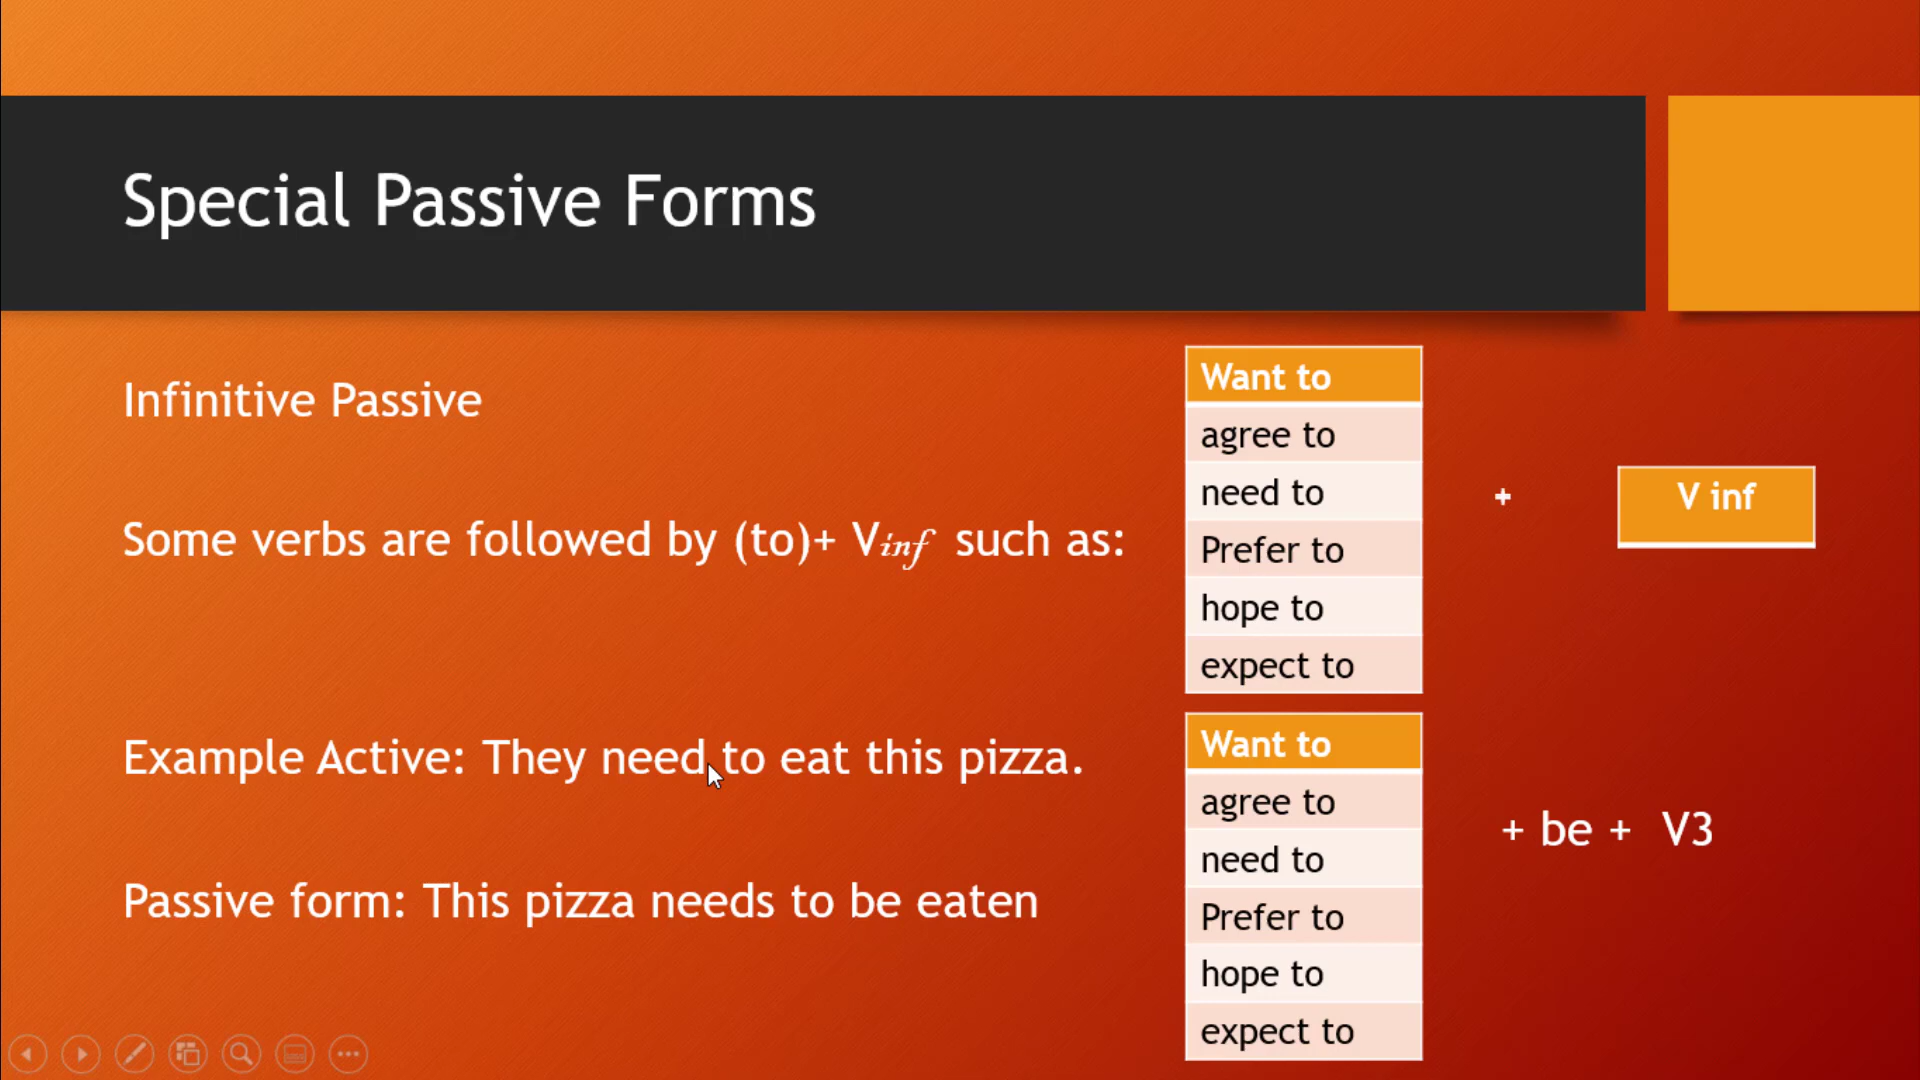 Special Passive Forms
Infinitive Passive
Some verbs are followed by (to)+ Vinf such as:
Want to
agree to
need to
Prefer to
hope to
expect to
+
V inf
Example Active: They need to eat this pizza.
Passive form: This pizza needs to be eaten
Want to
agree to
need to
Prefer to
hope to
expect to
+ be + V3